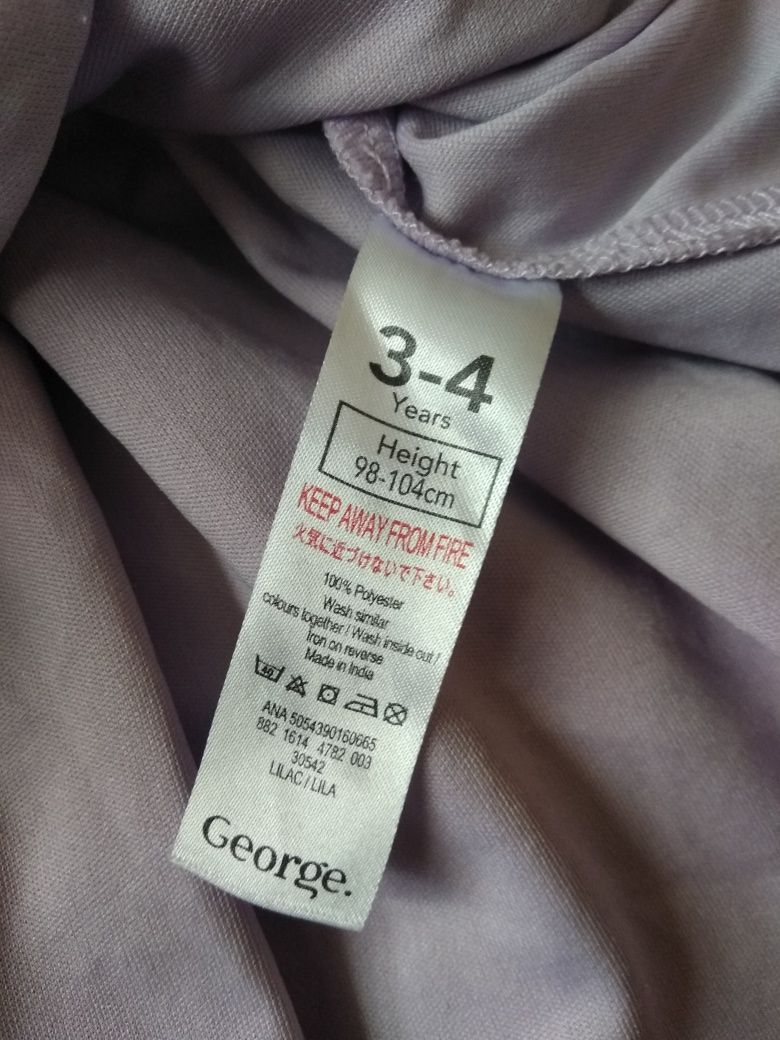 3-4
Years
Height
98-104cm
KEEP AWAY FROM FIRE
火気に近づけないで下さい。
100% Polyester
Wash similar
colours together / Wash inside out /
Iron on reverse
Made in India
40
ANA 5054390160665
882 1614 4782 003
30542
LILAC / LILA
George.